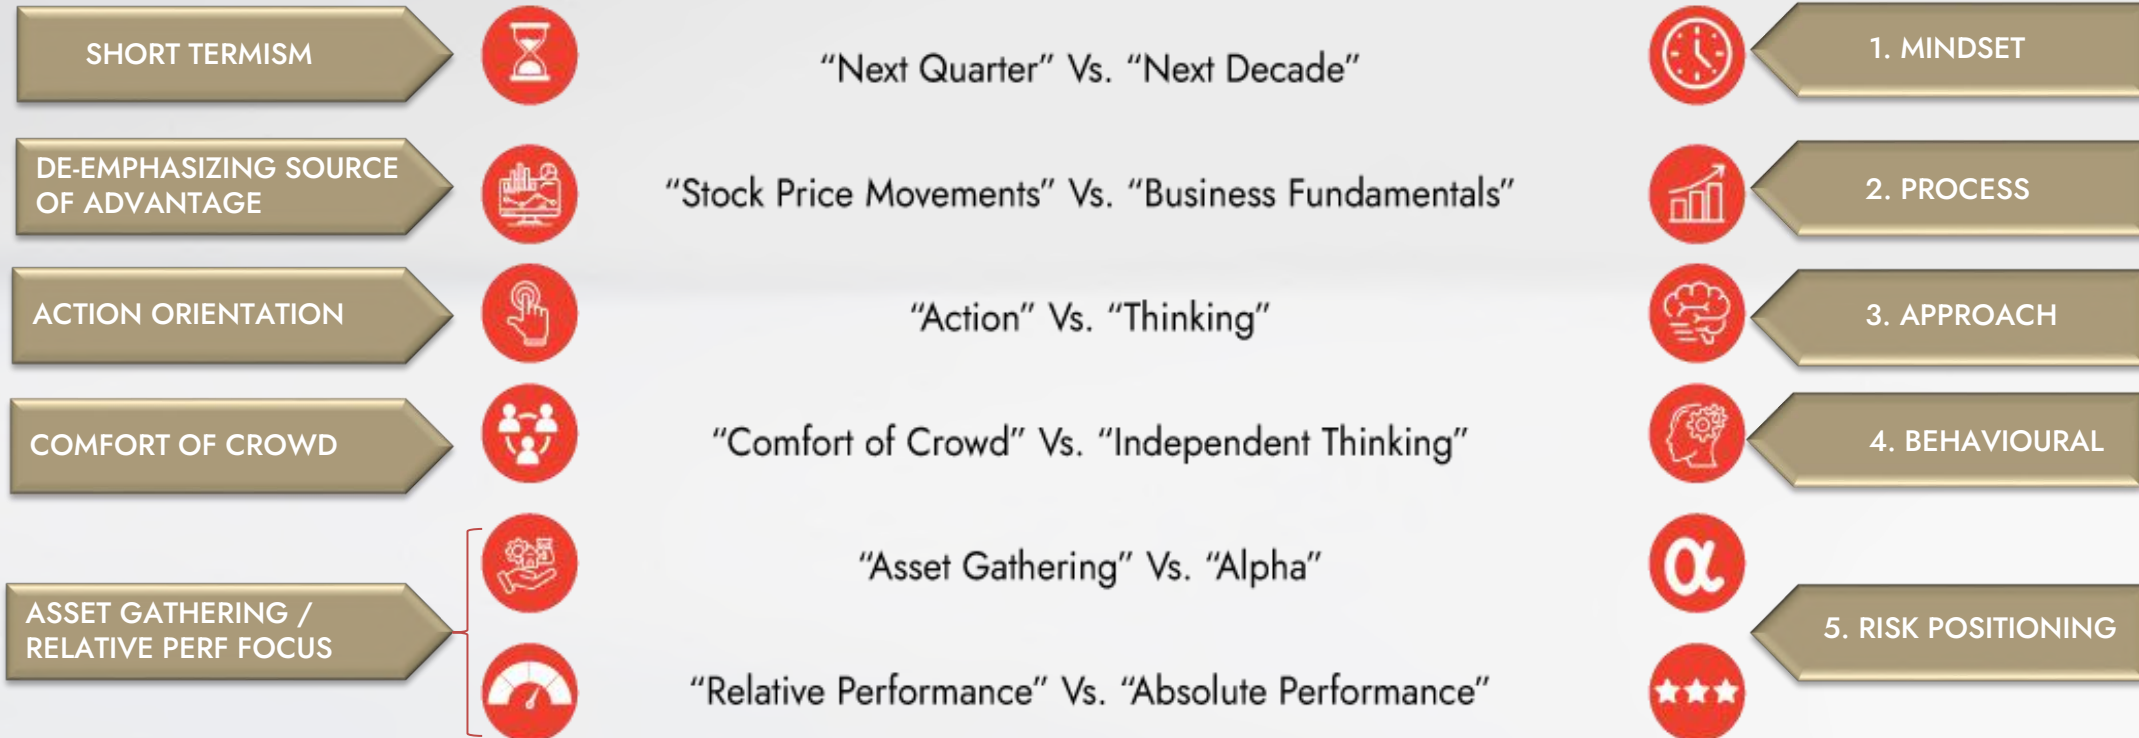 SHORT TERMISM
“Next Quarter” Vs. “Next Decade”
1. MINDSET
DE-EMPHASIZING SOURCE
OF ADVANTAGE
“Stock Price Movements” Vs. “Business Fundamentals”
2. PROCESS
ACTION ORIENTATION
“Action” Vs. “Thinking”
3. APPROACH
COMFORT OF CROWD
“Comfort of Crowd” Vs. “Independent Thinking”
4. BEHAVIOURAL
“Asset Gathering” Vs. “Alpha”
α
ASSET GATHERING /
RELATIVE PERF FOCUS
5. RISK POSITIONING
“Relative Performance” Vs. “Absolute Performance”